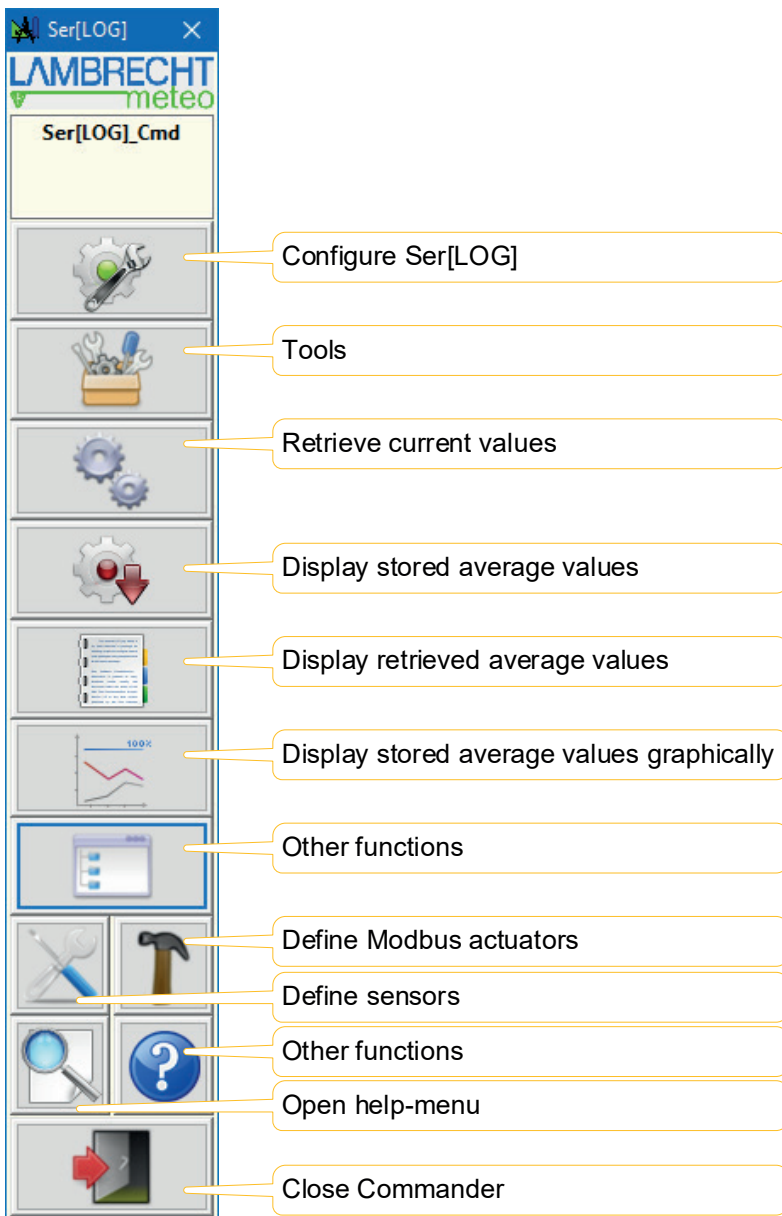 Ser[LOG]
LAMBRECHT
meteo
Ser[LOG]_Cmd
Configure Ser[LOG]
Tools
Retrieve current values
Display stored average values
Display retrieved average values
100%
Display stored average values graphically
Other functions
Define Modbus actuators
Define sensors
Other functions
Open help-menu
Close Commander